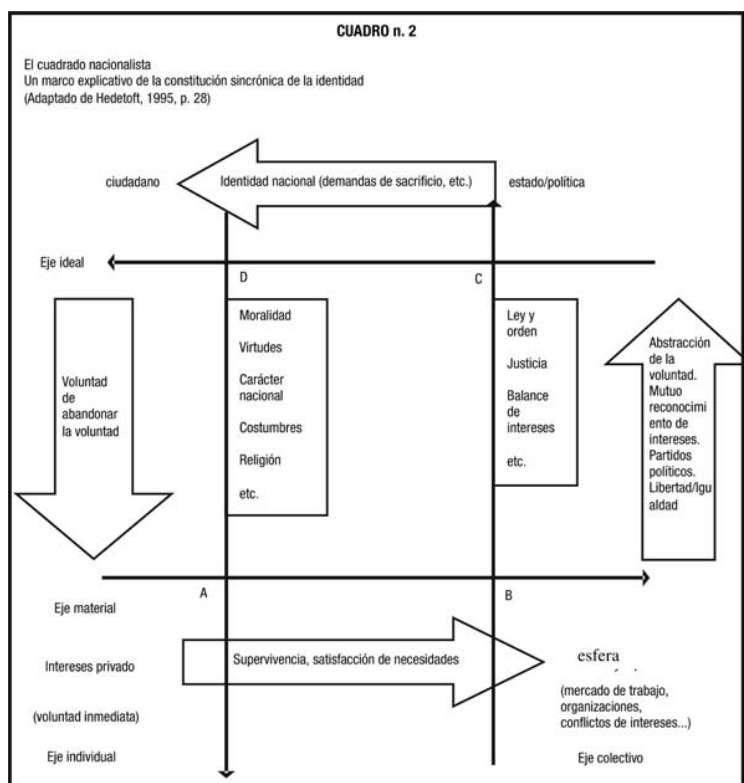 CUADRO n. 2
El cuadrado nacionalista
Un marco explicativo de la constitución sincrónica de la identidad
(Adaptado de Hedetoft, 1995, p. 28)
ciudadano
Identidad nacional (demandas de sacrificio, etc.)
estado/política
Eje ideal
D
C
Voluntad
de
abandonar
la voluntad
Moralidad
Virtudes
Carácter
nacional
Costumbres
Religión
etc.
Ley y
orden
Justicia
Balance
de
intereses
etc.
Abstracción
de la
voluntad.
Mutuo
reconocimi
ento de
intereses.
Partidos
políticos.
Libertad/Igu
aldad
A
B
Eje material
Intereses privado
Supervivencia, satisfacción de necesidades
esfera
(mercado de trabajo,
organizaciones,
conflictos de intereses...)
(voluntad inmediata)
Eje individual
Eje colectivo